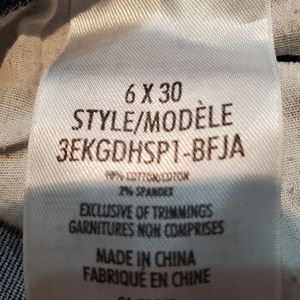 6 X 30
STYLE/MODÈLE
3EKGDHSP1-BFJA
98% COTTON/COTON
2% SPANDEX
EXCLUSIVE OF TRIMMINGS
GARNITURES NON COMPRISES
MADE IN CHINA
FABRIQUÉ EN CHINE